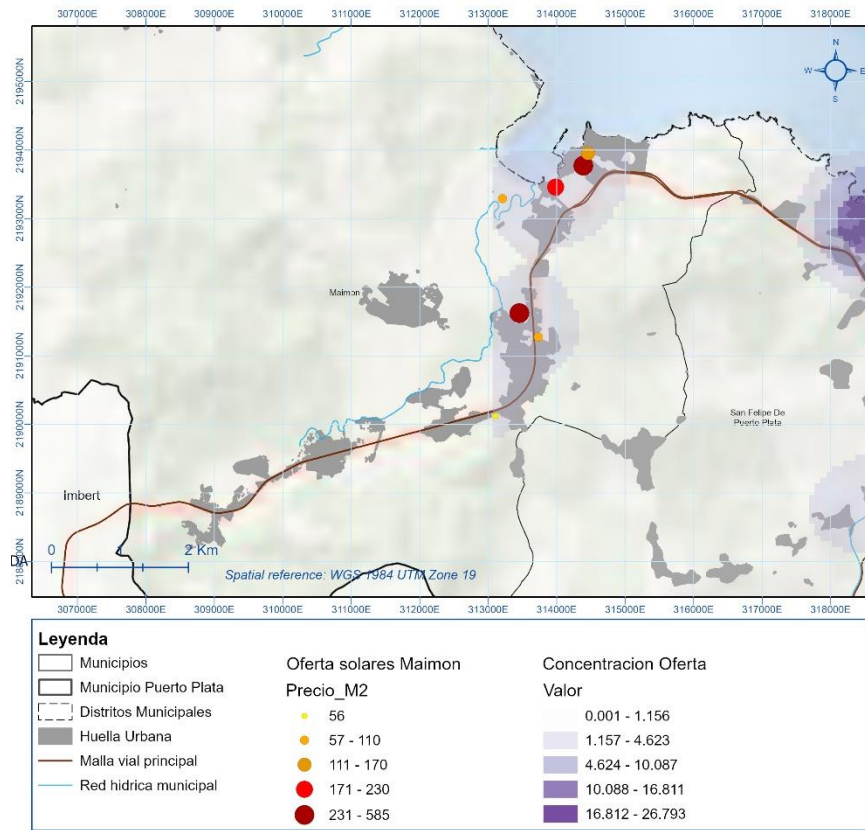 307000E 308000E 309000E 310000E 311000E 312000E 313000E 314000E 315000E 316000E 317000E 318000E
N
W E
S
2195000N
2194000N
2193000N
2192000N
2191000N
2190000N
2189000N
Maimon
San Felipe De
Puerto Plata
imbert
0 2 Km
DA
Spatial reference: WGS 1984 UTM Zone 19
307000E 308000E 309000E 310000E 311000E 312000E 313000E 314000E 315000E 316000E 317000E 318000E
Leyenda
Municipios
Municipio Puerto Plata
Distritos Municipales
Huella Urbana
Malla vial principal
Red hidrica municipal
Oferta solares Maimon
Precio_M2
56
57 - 110
111 - 170
171 - 230
231 - 585
Concentracion Oferta
Valor
0.001 - 1.156
1.157 - 4.623
4.624 - 10.087
10.088 - 16.811
16.812 - 26.793